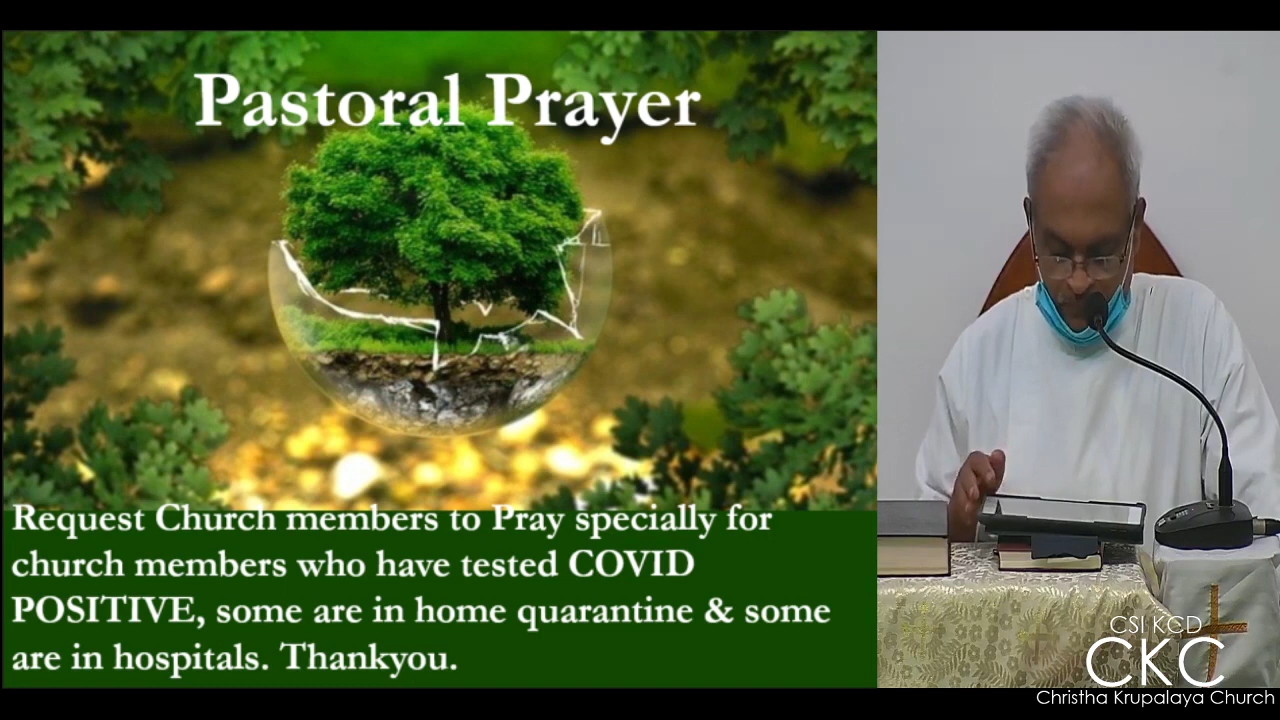 Pastoral Prayer
Request Church members to Pray specially for
church members who have tested COVID
POSITIVE, some are in home quarantine & some
are in hospitals. Thankyou.
CSI KCD
CKC
Christha Krupalaya Church